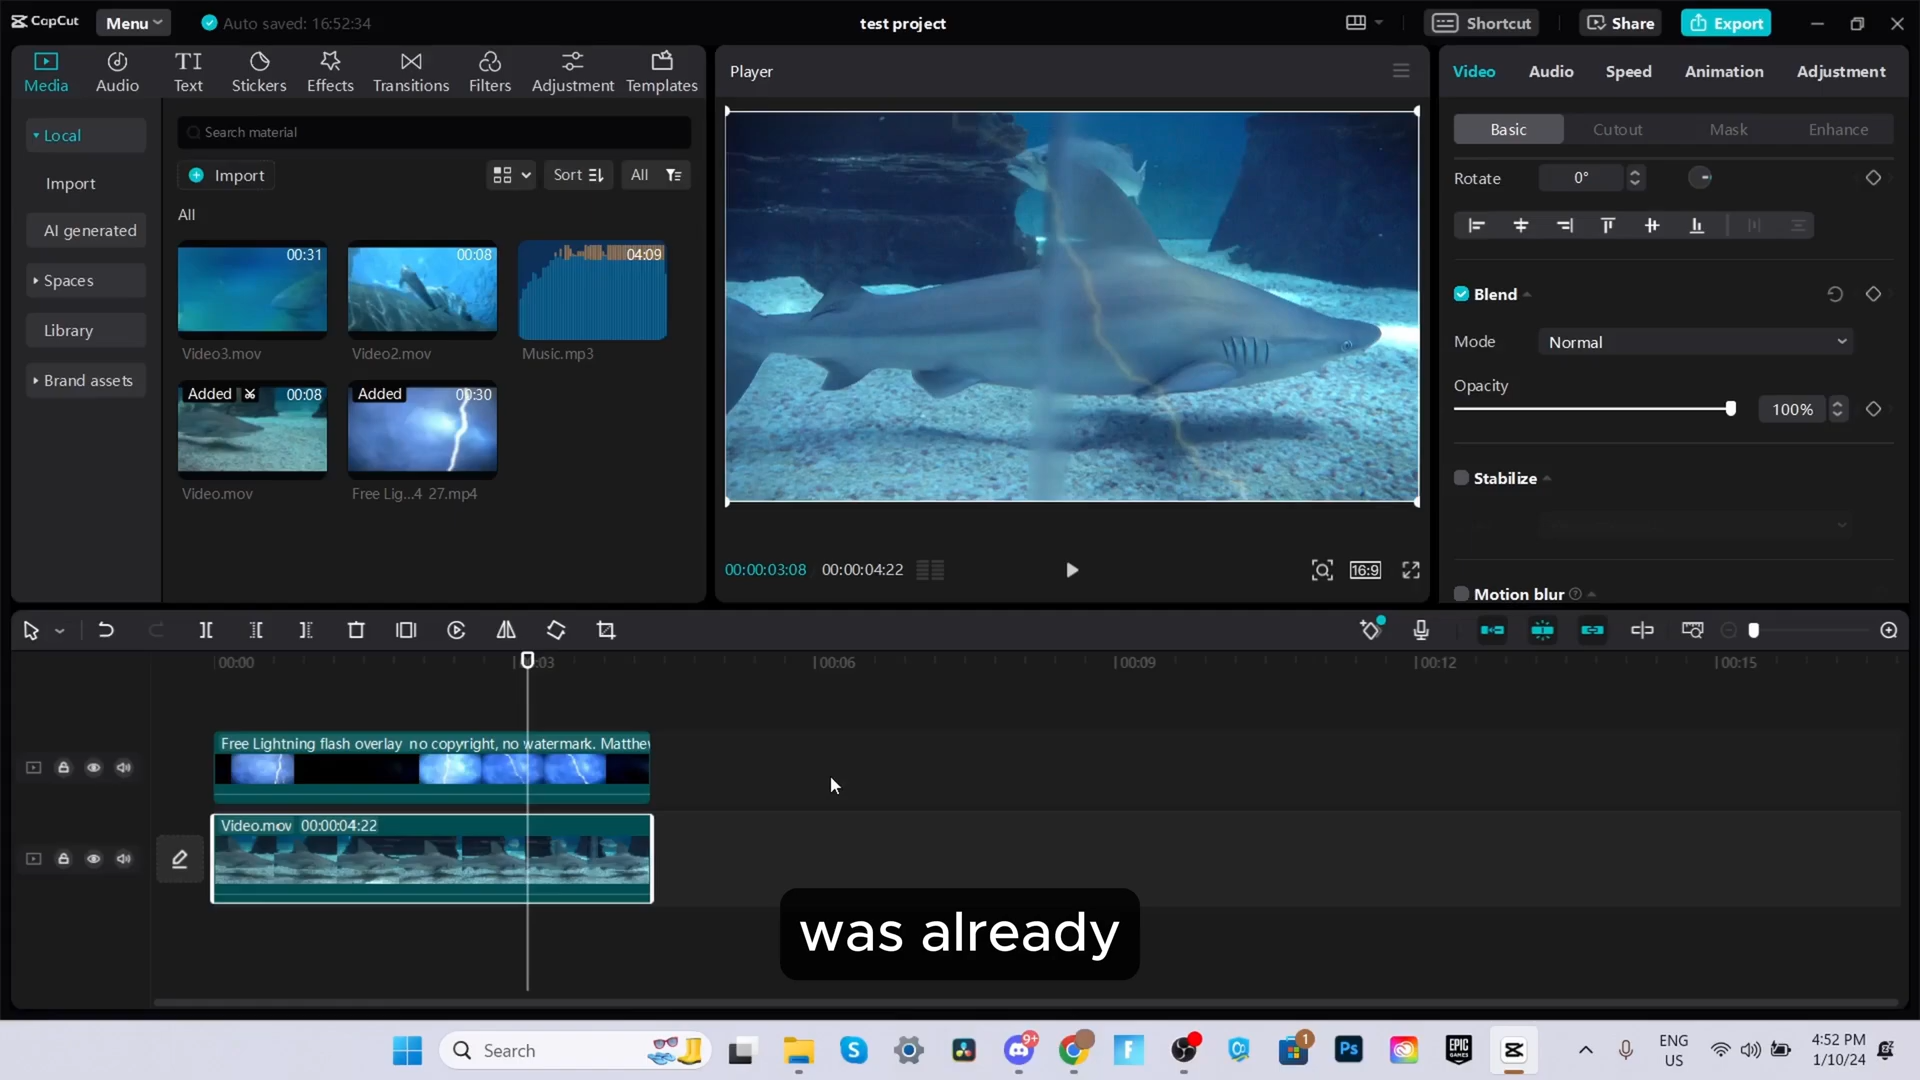 CapCut
Menu
Auto saved: 16:52:34
test project
Shortcut
Share
Export
Media
Audio
Text
Stickers
Effects
Transitions
Filters
Adjustment
Templates
Player
Video
Audio
Speed
Animation
Adjustment
Local
Import
AI generated
Spaces
Library
Brand assets
Search material
Import
Sort
All
All
00:31
Video3.mov
00:08
Video2.mov
04:09
Music.mp3
Added
00:08
Video.mov
Added
00:30
Free Lig...4 27.mp4
00:00:03:08
00:00:04:22
16:9
Basic
Cutout
Mask
Enhance
Rotate
0°
Blend
Mode
Normal
Opacity
100%
Stabilize
Motion blur
00:00
00:03
00:06
00:09
00:12
00:15
Free Lightning flash overlay no copyright, no watermark. Matthew
Video.mov 00:00:04:22
was already
Search
9+
1
Ps
EPIC
GAMES
ENG
US
4:52 PM
1/10/24